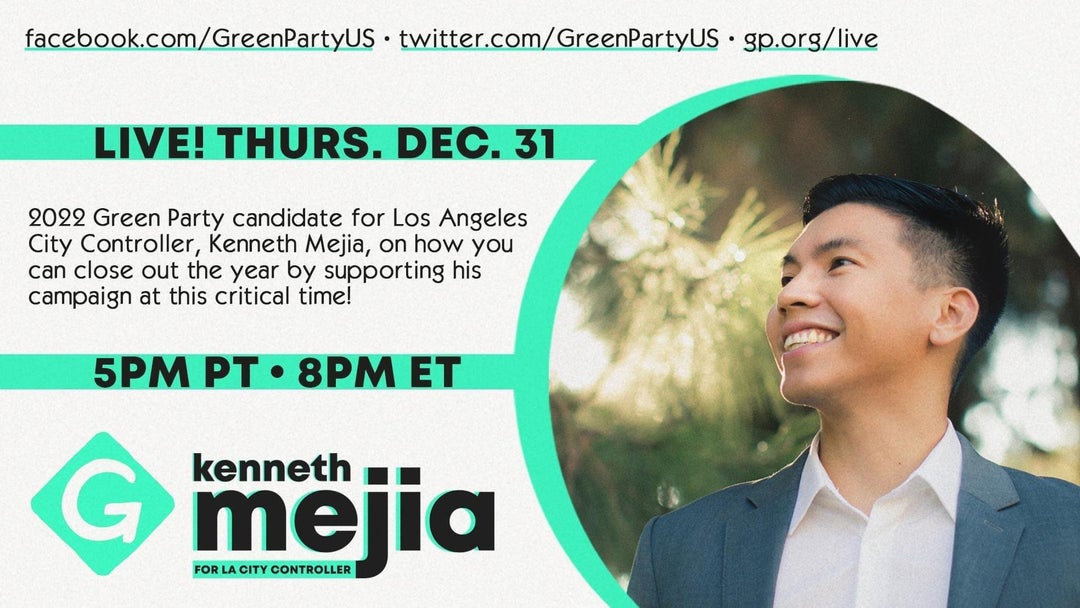 facebook.com/GreenPartyUS • twitter.com/GreenPartyUS • gp.org/live
LIVE! THURS. DEC. 31
2022 Green Party candidate for Los Angeles
City Controller, Kenneth Mejia, on how you
can close out the year by supporting his
campaign at this critical time!
5PM PT • 8PM ET
G
kenneth
mejia
FOR LA CITY CONTROLLER